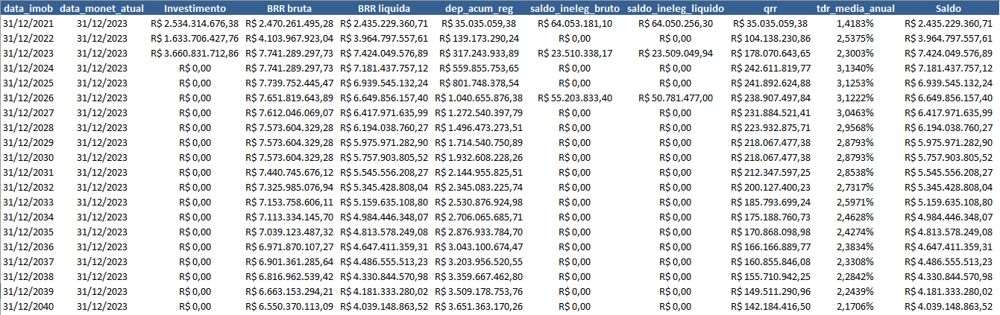 data_imob data_monet_atual Investimento BRR bruta BRR liquida dep_acum_reg saldo_ineleg_bruto saldo_ineleg_liquido qrr tdr_media_anual Saldo
31/12/2021 31/12/2023 R$ 2.534.314.676,38 R$ 2.470.261.495,28 R$ 2.435.229.360,71 R$ 35.035.059,38 R$ 64.053.181,10 R$ 64.050.256,30 R$ 35.035.059,38 1,4183% R$ 2.435.229.360,71
31/12/2022 31/12/2023 R$ 1.633.706.427,76 R$ 4.103.967.923,04 R$ 3.964.797.557,61 R$ 139.173.290,24 R$ 0,00 R$ 0,00 R$ 104.138.230,86 2,5375% R$ 3.964.797.557,61
31/12/2023 31/12/2023 R$ 3.660.831.712,86 R$ 7.741.289.297,73 R$ 7.424.049.576,89 R$ 317.243.933,89 R$ 23.510.338,17 R$ 23.509.049,94 R$ 178.070.643,65 2,3003% R$ 7.424.049.576,89
31/12/2024 31/12/2023 R$ 0,00 R$ 7.741.289.297,73 R$ 7.181.437.757,12 R$ 559.855.753,65 R$ 0,00 R$ 0,00 R$ 242.611.819,77 3,1340% R$ 7.181.437.757,12
31/12/2025 31/12/2023 R$ 0,00 R$ 7.739.752.445,47 R$ 6.939.545.132,24 R$ 801.748.378,54 R$ 0,00 R$ 0,00 R$ 241.892.624,88 3,1253% R$ 6.939.545.132,24
31/12/2026 31/12/2023 R$ 0,00 R$ 7.651.819.643,89 R$ 6.649.856.157,40 R$ 1.040.655.876,38 R$ 55.203.833,40 R$ 50.781.477,00 R$ 238.907.497,84 3,1222% R$ 6.649.856.157,40
31/12/2027 31/12/2023 R$ 0,00 R$ 7.612.046.069,07 R$ 6.417.971.635,99 R$ 1.272.540.397,79 R$ 0,00 R$ 0,00 R$ 231.884.521,41 3,0463% R$ 6.417.971.635,99
31/12/2028 31/12/2023 R$ 0,00 R$ 7.573.604.329,28 R$ 6.194.038.760,27 R$ 1.496.473.273,51 R$ 0,00 R$ 0,00 R$ 223.932.875,71 2,9568% R$ 6.194.038.760,27
31/12/2029 31/12/2023 R$ 0,00 R$ 7.573.604.329,28 R$ 5.975.971.282,90 R$ 1.714.540.750,89 R$ 0,00 R$ 0,00 R$ 218.067.477,38 2,8793% R$ 5.975.971.282,90
31/12/2030 31/12/2023 R$ 0,00 R$ 7.573.604.329,28 R$ 5.757.903.805,52 R$ 1.932.608.228,26 R$ 0,00 R$ 0,00 R$ 218.067.477,38 2,8793% R$ 5.757.903.805,52
31/12/2031 31/12/2023 R$ 0,00 R$ 7.440.745.676,12 R$ 5.545.556.208,27 R$ 2.144.955.825,51 R$ 0,00 R$ 0,00 R$ 212.347.597,25 2,8538% R$ 5.545.556.208,27
31/12/2032 31/12/2023 R$ 0,00 R$ 7.325.985.076,94 R$ 5.345.428.808,04 R$ 2.345.083.225,74 R$ 0,00 R$ 0,00 R$ 200.127.400,23 2,7317% R$ 5.345.428.808,04
31/12/2033 31/12/2023 R$ 0,00 R$ 7.153.758.606,11 R$ 5.159.635.108,80 R$ 2.530.876.924,98 R$ 0,00 R$ 0,00 R$ 185.793.699,24 2,5971% R$ 5.159.635.108,80
31/12/2034 31/12/2023 R$ 0,00 R$ 7.113.334.145,70 R$ 4.984.446.348,07 R$ 2.706.065.685,71 R$ 0,00 R$ 0,00 R$ 175.188.760,73 2,4628% R$ 4.984.446.348,07
31/12/2035 31/12/2023 R$ 0,00 R$ 7.039.123.487,32 R$ 4.813.578.249,08 R$ 2.876.933.784,70 R$ 0,00 R$ 0,00 R$ 170.868.098,98 2,4274% R$ 4.813.578.249,08
31/12/2036 31/12/2023 R$ 0,00 R$ 6.971.870.107,27 R$ 4.647.411.359,31 R$ 3.043.100.674,47 R$ 0,00 R$ 0,00 R$ 166.166.889,77 2,3834% R$ 4.647.411.359,31
31/12/2037 31/12/2023 R$ 0,00 R$ 6.901.361.285,64 R$ 4.486.555.513,23 R$ 3.203.956.520,55 R$ 0,00 R$ 0,00 R$ 160.855.846,08 2,3308% R$ 4.486.555.513,23
31/12/2038 31/12/2023 R$ 0,00 R$ 6.816.962.539,42 R$ 4.330.844.570,98 R$ 3.359.667.462,80 R$ 0,00 R$ 0,00 R$ 155.710.942,25 2,2842% R$ 4.330.844.570,98
31/12/2039 31/12/2023 R$ 0,00 R$ 6.663.153.294,21 R$ 4.181.333.280,02 R$ 3.509.178.753,76 R$ 0,00 R$ 0,00 R$ 149.511.290,96 2,2439% R$ 4.181.333.280,02
31/12/2040 31/12/2023 R$ 0,00 R$ 6.550.370.113,09 R$ 4.039.148.863,52 R$ 3.651.363.170,26 R$ 0,00 R$ 0,00 R$ 142.184.416,50 2,1706% R$ 4.039.148.863,52